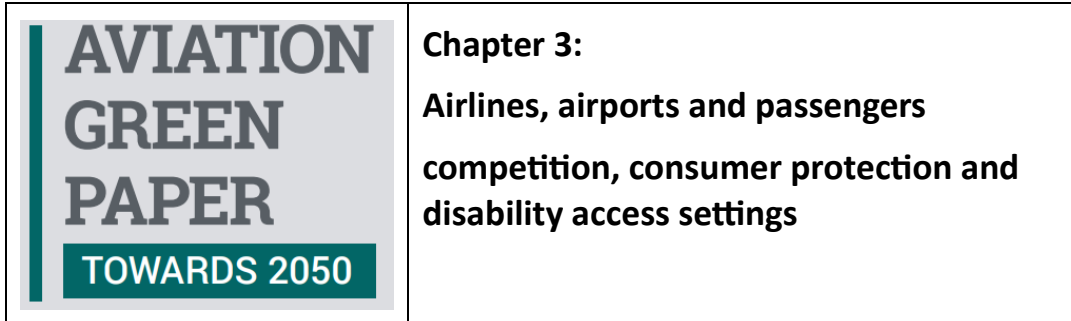 AVIATION
GREEN
PAPER
TOWARDS 2050
Chapter 3:
Airlines, airports and passengers
competition, consumer protection and
disability access settings